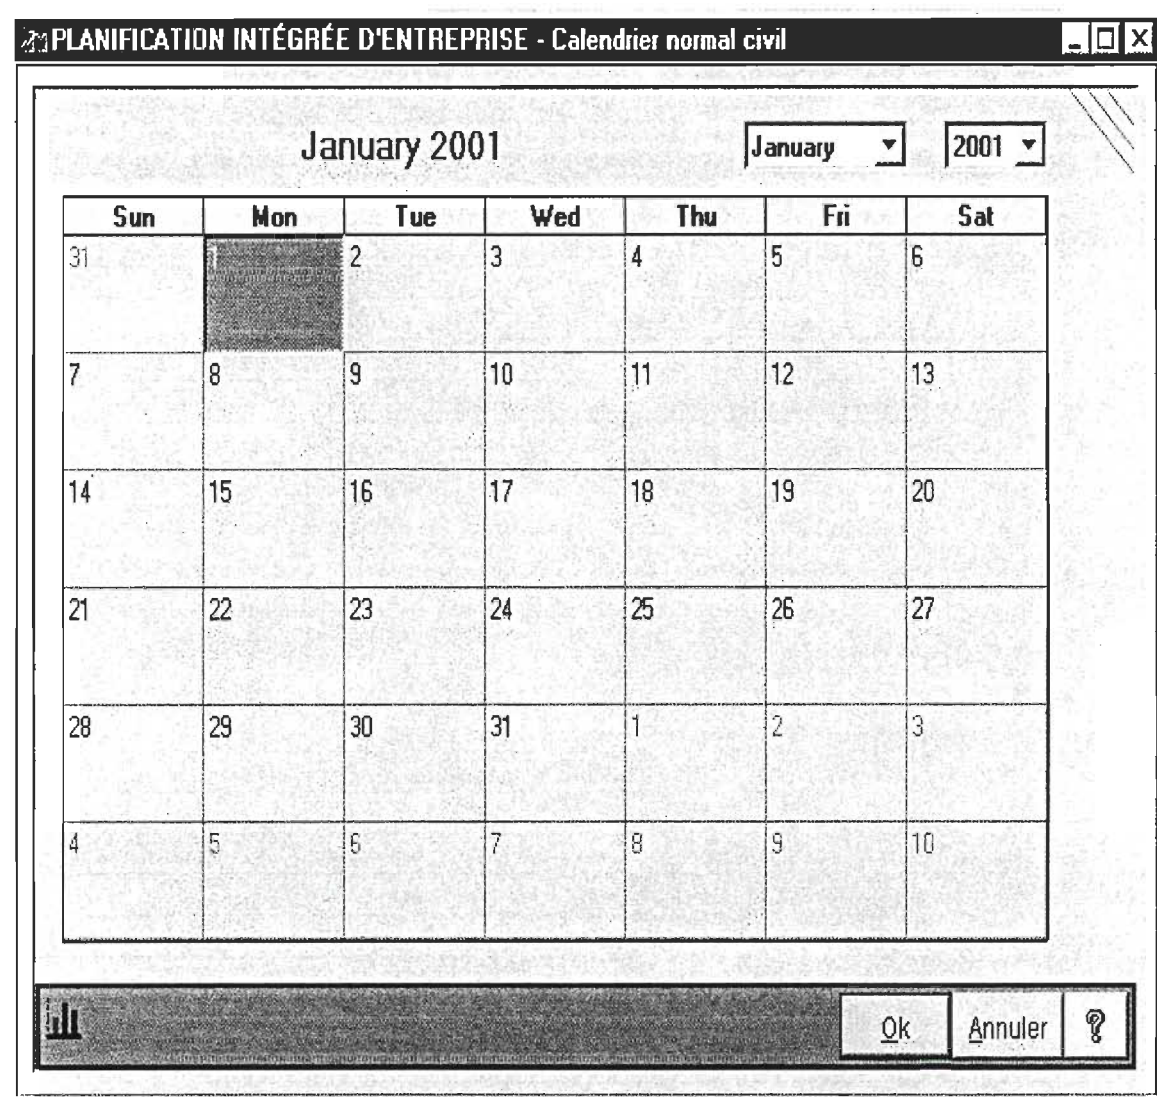 PLANIFICATION INTÉGRÉE D'ENTREPRISE - Calendrier normal civil
January 2001 January 2001
Sun Mon Tue Wed Thu Fri Sat
31 1 2 3 4 5 6
7 8 9 10 11 12 13
14 15 16 17 18 19 20
21 22 23 24 25 26 27
28 29 30 31 1 2 3
4 5 6 7 8 9 10
Ok Annuler ?